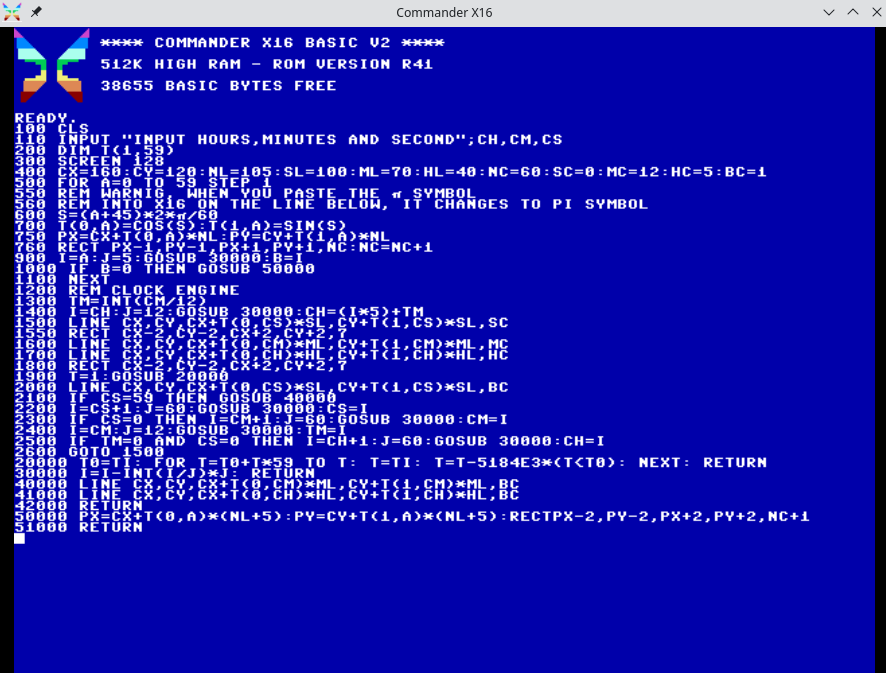 Commander X16
**** COMMANDER X16 BASIC V2 ****
512K HIGH RAM - ROM VERSION R41
38655 BASIC BYTES FREE
READY.
100 CLS
110 INPUT "INPUT HOURS,MINUTES AND SECOND";CH,CM,CS
200 DIM T(1,59)
300 SCREEN 128
400 CX=160:CY=120:NL=105:SL=100:ML=70:HL=40:NC=60:SC=0:MC=12:HC=5:BC=1
500 FOR A=0 TO 59 STEP 1
550 REM WARNIG, WHEN YOU PASTE THE π SYMBOL
560 REM INTO X16 ON THE LINE BELOW, IT CHANGES TO PI SYMBOL
600 S=(A+45)*2*π/60
700 T(0,A)=COS(S):T(1,A)=SIN(S)
750 PX=CX+T(0,A)*NL:PY=CY+T(1,A)*NL
760 RECT PX-1,PY-1,PX+1,PY+1,NC:NC=NC+1
900 I=A:J=5:GOSUB 30000:B=I
1000 IF B=0 THEN GOSUB 50000
1100 NEXT
1200 REM CLOCK ENGINE
1300 TM=INT(CM/12)
1400 I=CH:J=12:GOSUB 30000:CH=(I*5)+TM
1500 LINE CX,CY,CX+T(0,CS)*SL,CY+T(1,CS)*SL,SC
1550 RECT CX-2,CY-2,CX+2,CY+2,7
1600 LINE CX,CY,CX+T(0,CM)*ML,CY+T(1,CM)*ML,MC
1700 LINE CX,CY,CX+T(0,CH)*HL,CY+T(1,CH)*HL,HC
1800 RECT CX-2,CY-2,CX+2,CY+2,7
1900 T=1:GOSUB 20000
2000 LINE CX,CY,CX+T(0,CS)*SL,CY+T(1,CS)*SL,BC
2100 IF CS=59 THEN GOSUB 40000
2200 I=CS+1:J=60:GOSUB 30000:CS=I
2300 IF CS=0 THEN I=CM+1:J=60:GOSUB 30000:CM=I
2400 I=CM:J=12:GOSUB 30000:TM=I
2500 IF TM=0 AND CS=0 THEN I=CH+1:J=60:GOSUB 30000:CH=I
2600 GOTO 1500
20000 T0=TI: FOR T=T0+T*59 TO T: T=TI: T=T-5184E3*(T<T0): NEXT: RETURN
30000 I=I-INT(I/J)*J: RETURN
40000 LINE CX,CY,CX+T(0,CM)*ML,CY+T(1,CM)*ML,BC
41000 LINE CX,CY,CX+T(0,CH)*HL,CY+T(1,CH)*HL,BC
42000 RETURN
50000 PX=CX+T(0,A)*(NL+5):PY=CY+T(1,A)*(NL+5):RECTPX-2,PY-2,PX+2,PY+2,NC+1
51000 RETURN